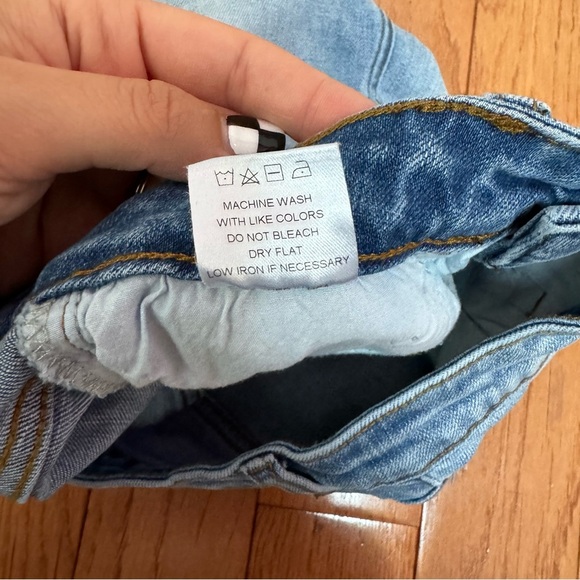 MACHINE WASH
WITH LIKE COLORS
DO NOT BLEACH
DRY FLAT
LOW IRON IF NECESSARY